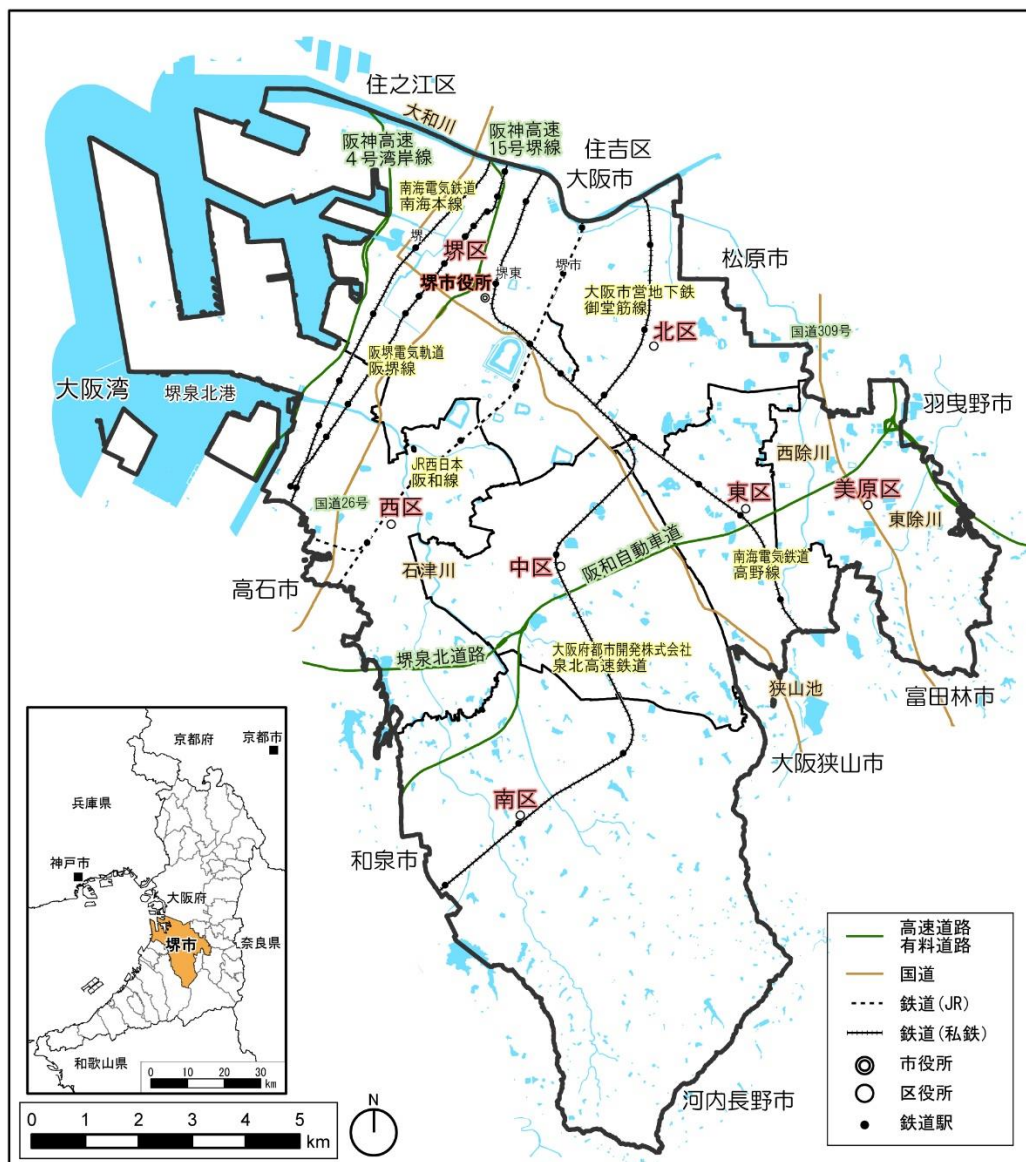 住之江区
大和川
阪神高速
4号湾岸線
阪神高速
15号堺線
住吉区
大阪市
南海電気鉄道
南海本線
堺
堺区
堺市役所
堺東
堺市
松原市
大阪市営地下鉄
御堂筋線
北区
国道309号
阪堺電気軌道
阪堺線
大阪湾
堺泉北港
羽曳野市
JR西日本
阪和線
西除川
国道26号
西区
東区
美原区
東除川
石津川
中区
阪和自動車道
南海電気鉄道
高野線
高石市
堺泉北道路
大阪府都市開発株式会社
泉北高速鉄道
狭山池
富田林市
大阪狭山市
南区
和泉市
河内長野市
京都府
京都市
兵庫県
神戸市
大阪府
堺市
奈良県
和歌山県
0 10 20 30
km
0 1 2 3 4 5
km
N
高速道路
有料道路
国道
鉄道(JR)
鉄道(私鉄)
市役所
区役所
鉄道駅